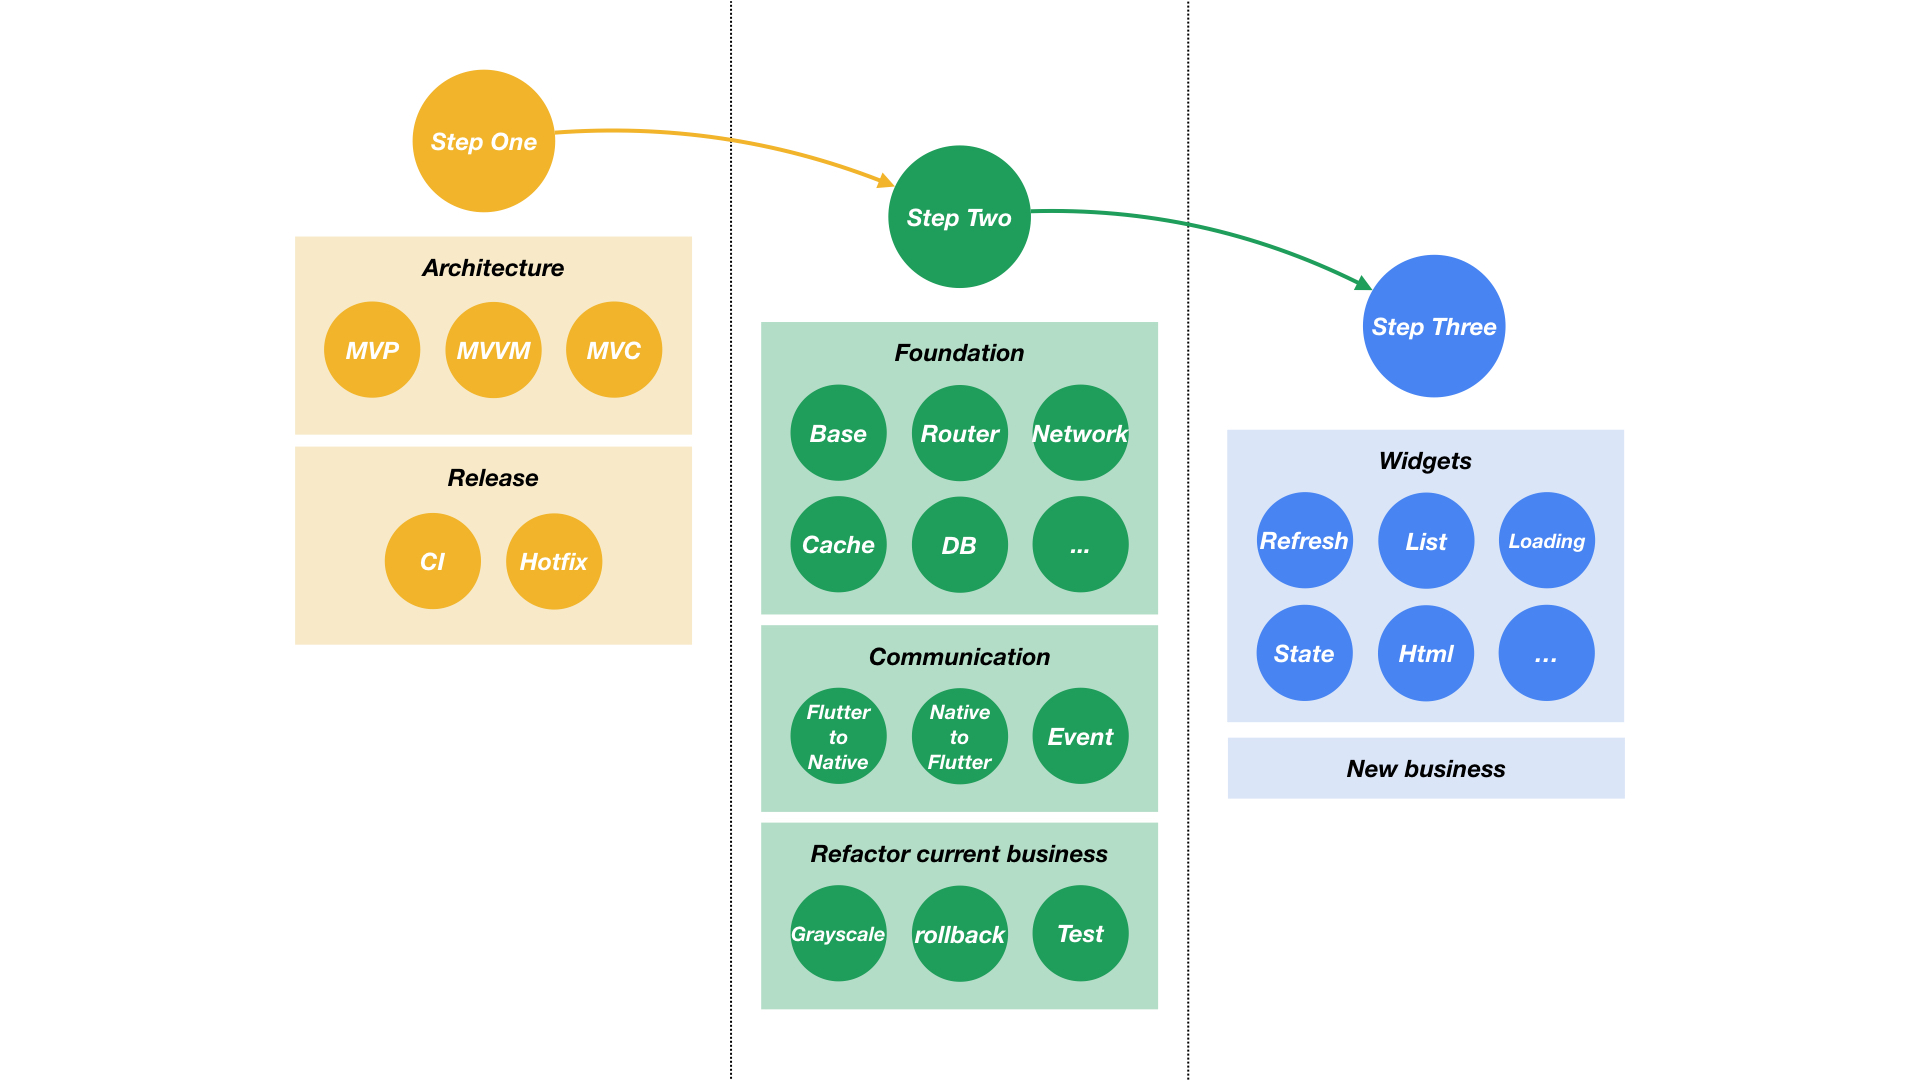 Step One
Architecture
MVP
MVVM
MVC
Release
CI
Hotfix
Step Two
Foundation
Base
Router
Network
Cache
DB
...
Communication
Flutter
to
Native
Native
to
Flutter
Event
Refactor current business
Grayscale
rollback
Test
Step Three
Widgets
Refresh
List
Loading
State
Html
...
New business